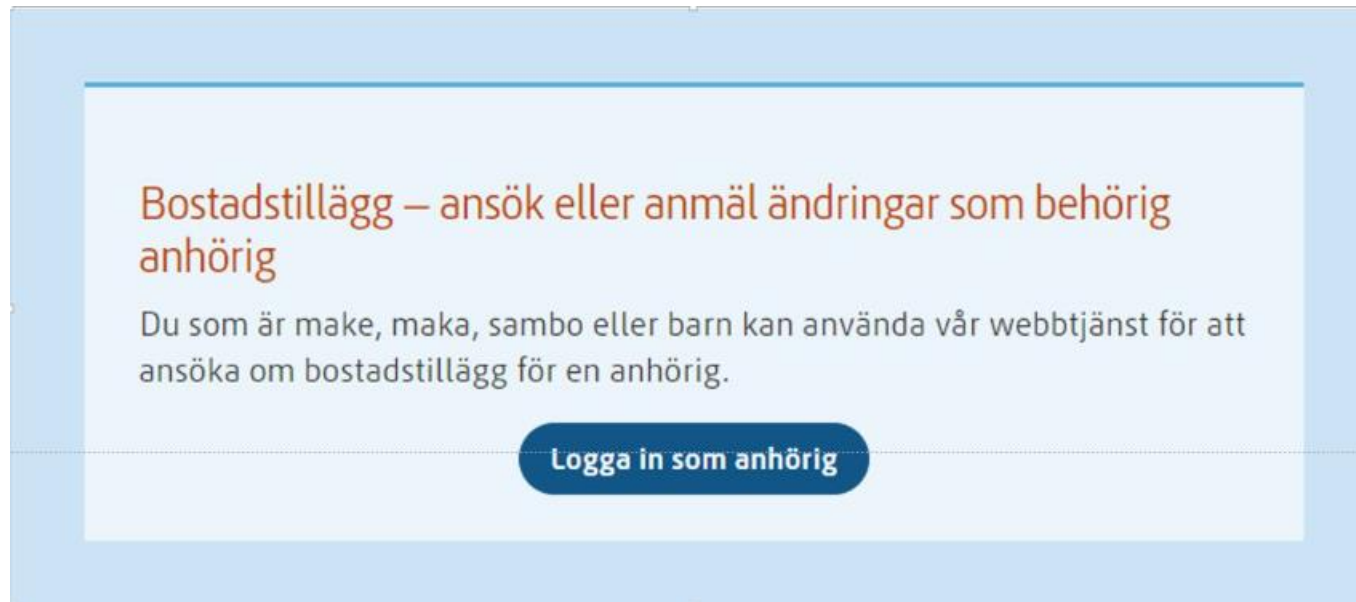 Bostadstillägg – ansök eller anmäl ändringar som behörig
anhörig
Du som är make, maka, sambo eller barn kan använda vår webbtjänst för att
ansöka om bostadstillägg för en anhörig.
Logga in som anhörig